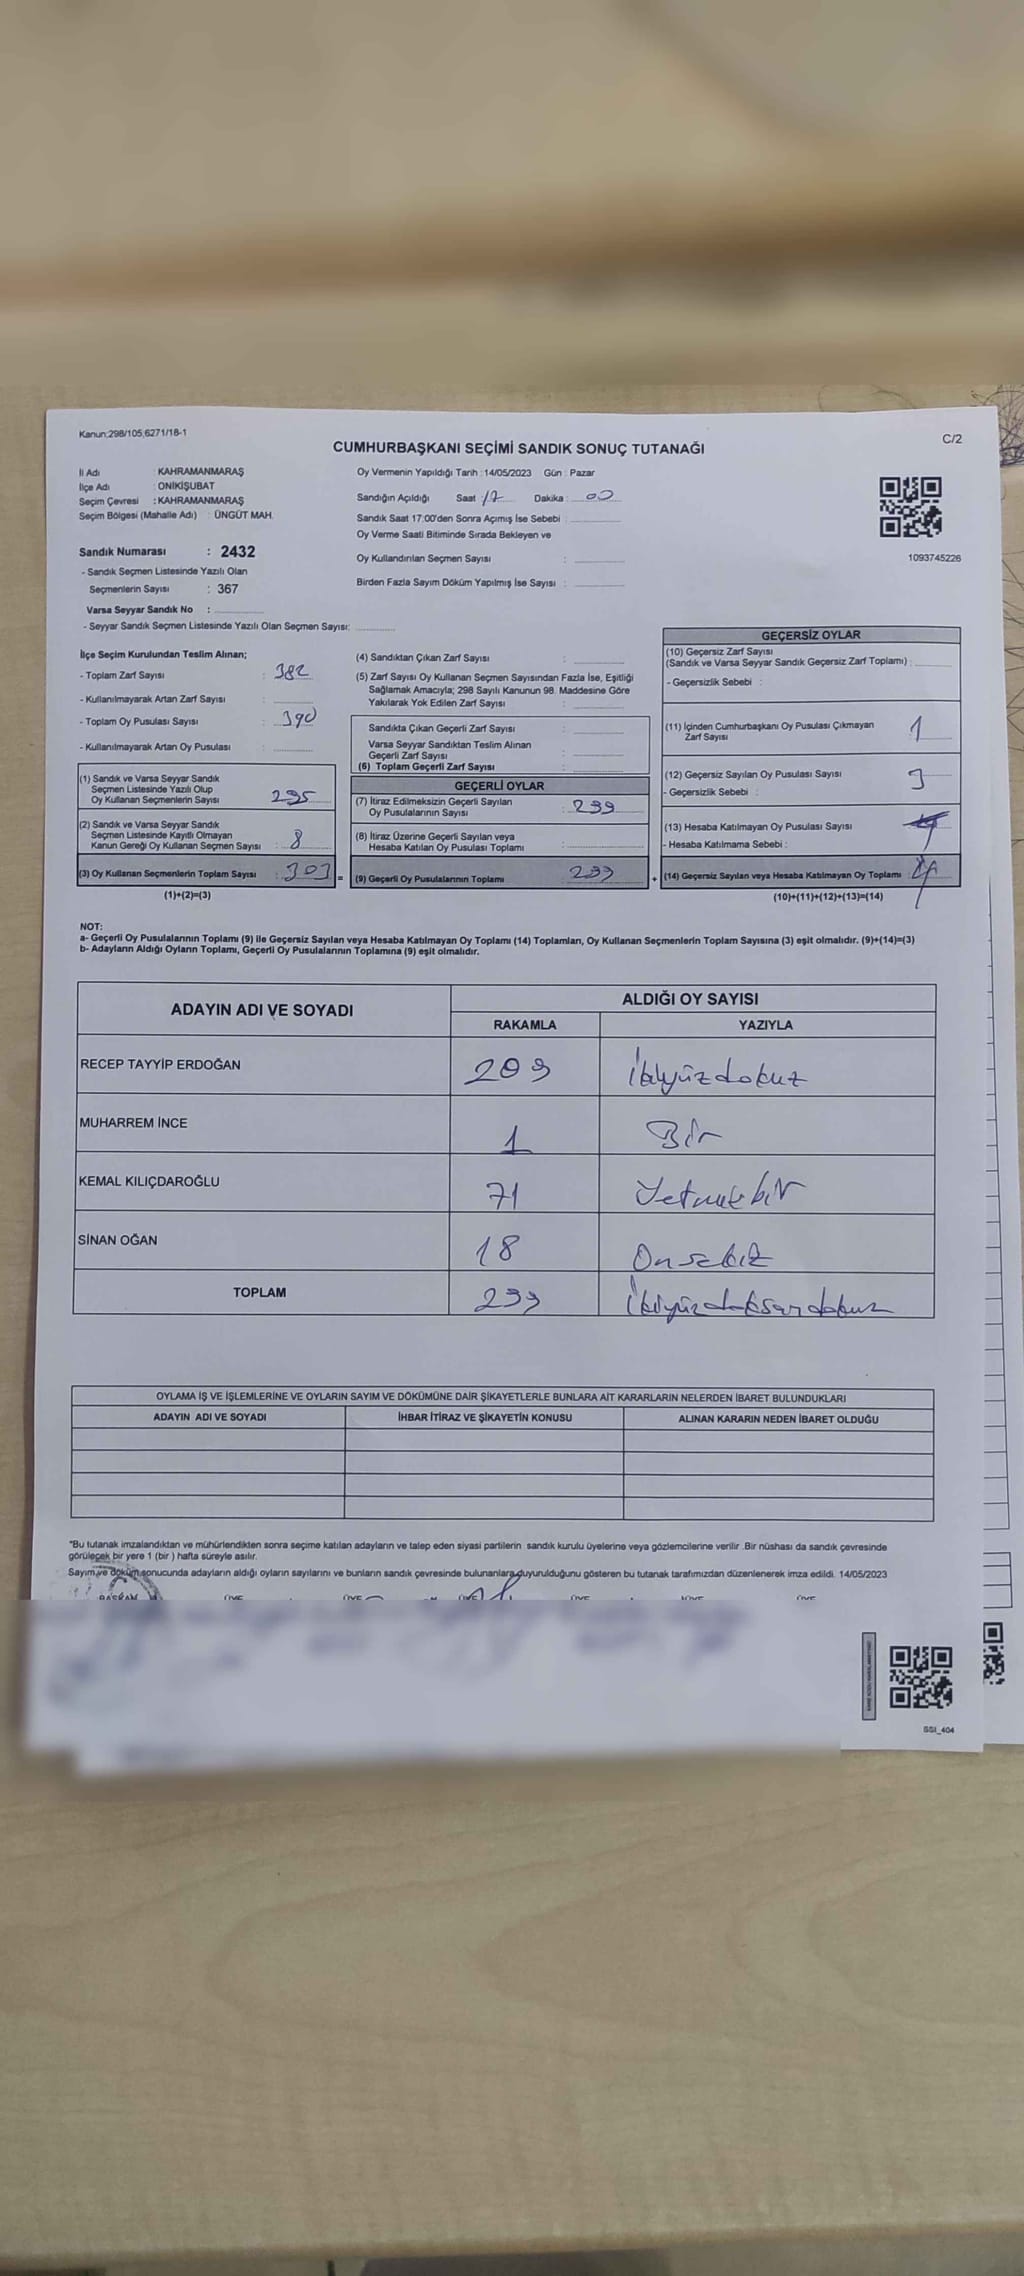 Kanun;298/105;6271/18-1
C/2
CUMHURBAŞKANI SEÇİMİ SANDIK SONUÇ TUTANAĞI
İl Adı : KAHRAMANMARAŞ
İlçe Adı : ONİKİŞUBAT
Seçim Çevresi : KAHRAMANMARAŞ
Seçim Bölgesi (Mahalle Adı) : ÜNGÜT MAH.
Oy Vermenin Yapıldığı Tarih :14/05/2023 Gün : Pazar
Sandığın Açıldığı Saat 17 Dakika : 00
Sandık Saat 17:00'den Sonra Açımış İse Sebebi :
Oy Verme Saati Bitiminde Sırada Bekleyen ve
Oy Kullandırılan Seçmen Sayısı :
Birden Fazla Sayım Döküm Yapılmış İse Sayısı :
1093745226
Sandık Numarası : 2432
- Sandık Seçmen Listesinde Yazılı Olan
Seçmenlerin Sayısı : 367
Varsa Seyyar Sandık No :
- Seyyar Sandık Seçmen Listesinde Yazılı Olan Seçmen Sayısı:
İlçe Seçim Kurulundan Teslim Alınan;
- Toplam Zarf Sayısı : 382
- Kullanılmayarak Artan Zarf Sayısı :
- Toplam Oy Pusulası Sayısı : 390
- Kullanılmayarak Artan Oy Pusulası :
(1) Sandık ve Varsa Seyyar Sandık
Seçmen Listesinde Yazılı Olup
Oy Kullanan Seçmenlerin Sayısı : 295
(2) Sandık ve Varsa Seyyar Sandık
Seçmen Listesinde Kayıtlı Olmayan
Kanun Gereği Oy Kullanan Seçmen Sayısı : 8
(3) Oy Kullanan Seçmenlerin Toplam Sayısı : 303
(1)+(2)=(3)
=
(4) Sandıktan Çıkan Zarf Sayısı :
(5) Zarf Sayısı Oy Kullanan Seçmen Sayısından Fazla İse, Eşitliği
Sağlamak Amacıyla; 298 Sayılı Kanunun 98. Maddesine Göre
Yakılarak Yok Edilen Zarf Sayısı :
Sandıkta Çıkan Geçerli Zarf Sayısı :
Varsa Seyyar Sandıktan Teslim Alınan
Geçerli Zarf Sayısı :
(6) Toplam Geçerli Zarf Sayısı :
GEÇERLİ OYLAR
(7) İtiraz Edilmeksizin Geçerli Sayılan
Oy Pusulalarının Sayısı : 299
(8) İtiraz Üzerine Geçerli Sayılan veya
Hesaba Katılan Oy Pusulası Toplamı :
(9) Geçerli Oy Pusulalarının Toplamı : 299
+
GEÇERSİZ OYLAR
(10) Geçersiz Zarf Sayısı
(Sandık ve Varsa Seyyar Sandık Geçersiz Zarf Toplamı) :
- Geçersizlik Sebebi :
(11) İçinden Cumhurbaşkanı Oy Pusulası Çıkmayan
Zarf Sayısı : 1
(12) Geçersiz Sayılan Oy Pusulası Sayısı : 3
- Geçersizlik Sebebi :
(13) Hesaba Katılmayan Oy Pusulası Sayısı :
- Hesaba Katılmama Sebebi :
(14) Geçersiz Sayılan veya Hesaba Katılmayan Oy Toplamı : 4
(10)+(11)+(12)+(13)=(14)
NOT:
a- Geçerli Oy Pusulalarının Toplamı (9) ile Geçersiz Sayılan veya Hesaba Katılmayan Oy Toplamı (14) Toplamları, Oy Kullanan Seçmenlerin Toplam Sayısına (3) eşit olmalıdır. (9)+(14)=(3)
b- Adayların Aldığı Oyların Toplamı, Geçerli Oy Pusulalarının Toplamına (9) eşit olmalıdır.
ADAYIN ADI VE SOYADI ALDIĞI OY SAYISI
RAKAMLA YAZIYLA
RECEP TAYYİP ERDOĞAN 209 İkiyüzdokuz
MUHARREM İNCE 1 Bir
KEMAL KILIÇDAROĞLU 71 Yetmişbir
SİNAN OĞAN 18 Onsekiz
TOPLAM 299 İkiyüzdoksandokuz
OYLAMA İŞ VE İŞLEMLERİNE VE OYLARIN SAYIM VE DÖKÜMÜNE DAİR ŞİKAYETLERLE BUNLARA AİT KARARLARIN NELERDEN İBARET BULUNDUKLARI
ADAYIN ADI VE SOYADI İHBAR İTİRAZ VE ŞİKAYETİN KONUSU ALINAN KARARIN NEDEN İBARET OLDUĞU
"Bu tutanak imzalandıktan ve mühürlendikten sonra seçime katılan adayların ve talep eden siyasi partilerin sandık kurulu üyelerine veya gözlemcilerine verilir .Bir nüshası da sandık çevresinde
görülecek bir yere 1 (bir ) hafta süreyle asılır.
Sayım ve döküm sonucunda adayların aldığı oyların sayılarını ve bunların sandık çevresinde bulunanlara duyurulduğunu gösteren bu tutanak tarafımızdan düzenlenerek imza edildi. 14/05/2023
BAŞKAN ÜYE ÜYE ÜYE ÜYE ÜYE ÜYE
SSI_404